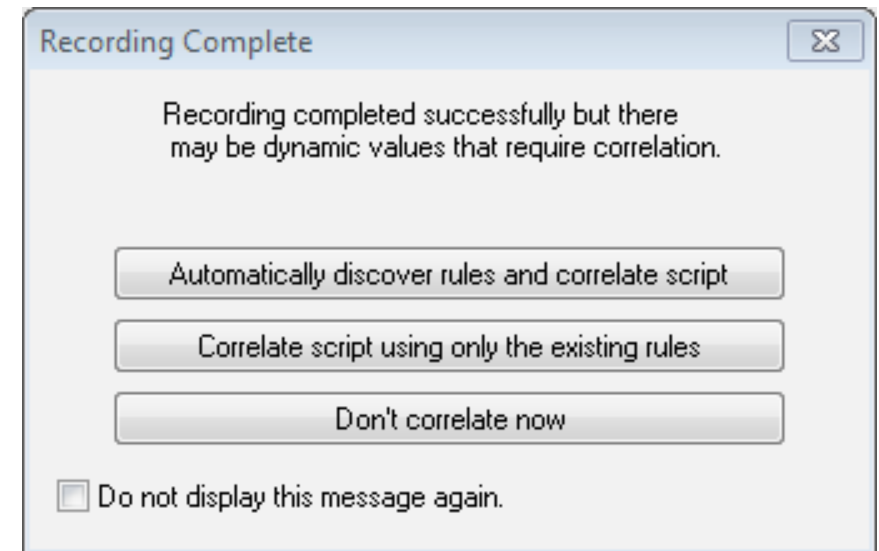 Recording Complete
Recording completed successfully but there
may be dynamic values that require correlation.
Automatically discover rules and correlate script
Correlate script using only the existing rules
Don't correlate now
Do not display this message again.